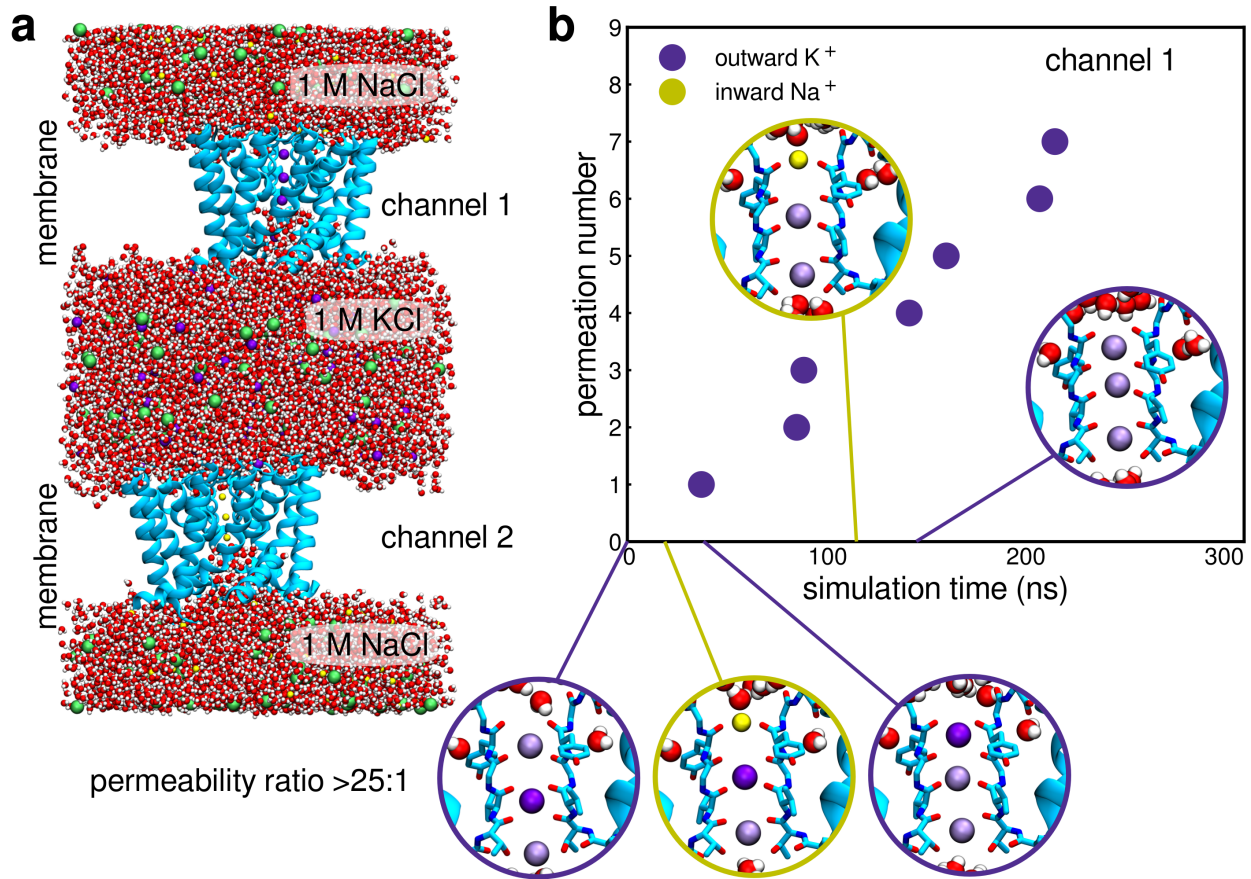 a
1 M NaCl
membrane
channel 1
1 M KCl
membrane
channel 2
1 M NaCl
permeability ratio >25:1
b
channel 1
outward K⁺
inward Na⁺
permeation number
9
8
7
6
5
4
3
2
1
0
0 100 200 300
simulation time (ns)